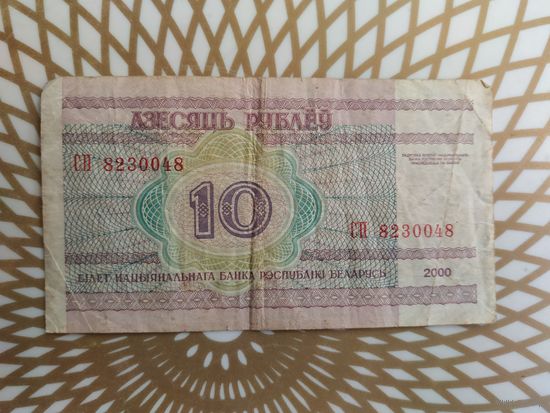 ДЗЕСЯЦЬ РУБЛЁЎ
СП 8230048
10
СП 8230048
БІЛЕТ НАЦЫЯНАЛЬНАГА БАНКА РЭСПУБЛІКІ БЕЛАРУСЬ 2000